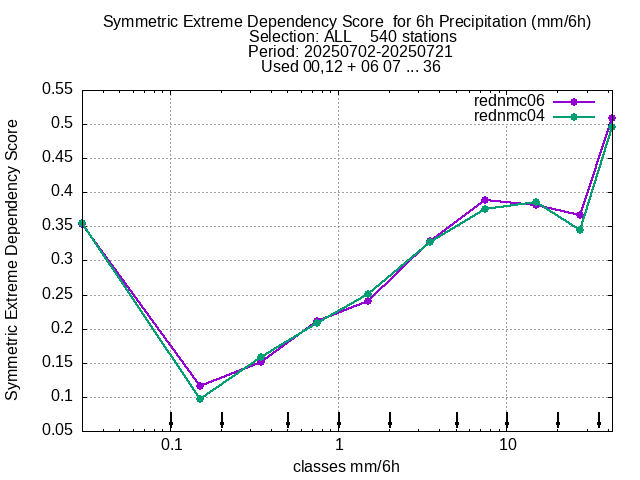 Symmetric Extreme Dependency Score  for 6h Precipitation (mm/6h)
Selection: ALL    540 stations
Period: 20250702-20250721
Used 00,12 + 06 07 ... 36
rednmc06
rednmc04
0.55
0.5
0.45
0.4
0.35
0.3
0.25
0.2
0.15
0.1
0.05
Symmetric Extreme Dependency Score
0.1 1 10
classes mm/6h